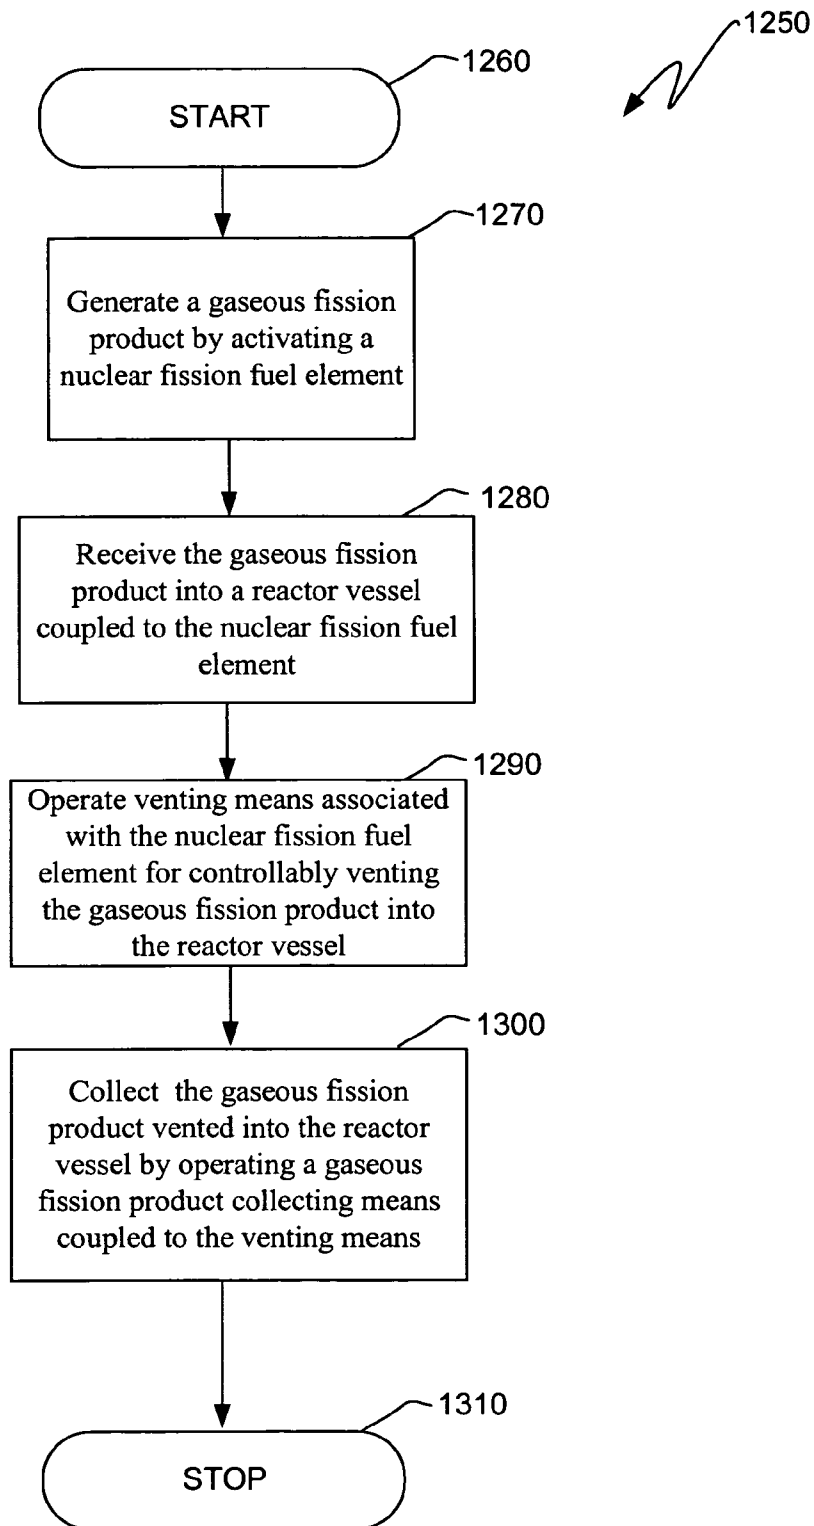 1250
1260
START
1270
Generate a gaseous fission
product by activating a
nuclear fission fuel element
1280
Receive the gaseous fission
product into a reactor vessel
coupled to the nuclear fission fuel
element
1290
Operate venting means associated
with the nuclear fission fuel
element for controllably venting
the gaseous fission product into
the reactor vessel
1300
Collect the gaseous fission
product vented into the reactor
vessel by operating a gaseous
fission product collecting means
coupled to the venting means
1310
STOP